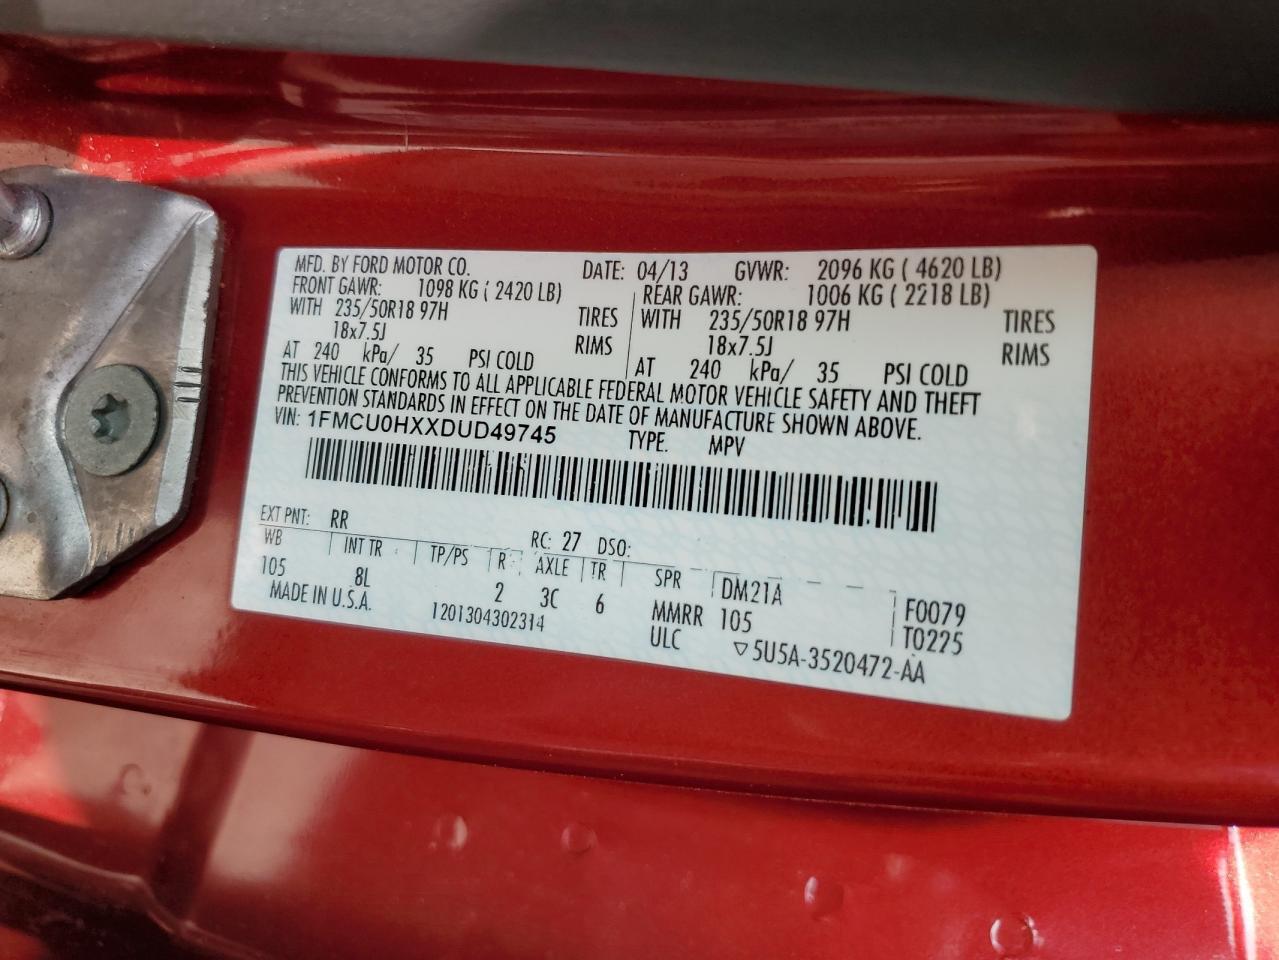 MFD. BY FORD MOTOR CO. DATE: 04/13 GVWR: 2096 KG ( 4620 LB)
FRONT GAWR: 1098 KG ( 2420 LB) REAR GAWR: 1006 KG ( 2218 LB)
WITH 235/50R18 97H TIRES WITH 235/50R18 97H TIRES
18x7.5J RIMS 18x7.5J RIMS
AT 240 kPa/ 35 PSI COLD AT 240 kPa/ 35 PSI COLD
THIS VEHICLE CONFORMS TO ALL APPLICABLE FEDERAL MOTOR VEHICLE SAFETY AND THEFT
PREVENTION STANDARDS IN EFFECT ON THE DATE OF MANUFACTURE SHOWN ABOVE.
VIN: 1FMCU0HXXDUD49745 TYPE. MPV
EXT PNT: RR RC: 27 DSO:
WB INT TR TP/PS R AXLE TR SPR DM21A F0079
105 8L 2 3C 6 MMRR 105 T0225
MADE IN U.S.A. 1201304302314 ULC ▽5U5A-3520472-AA